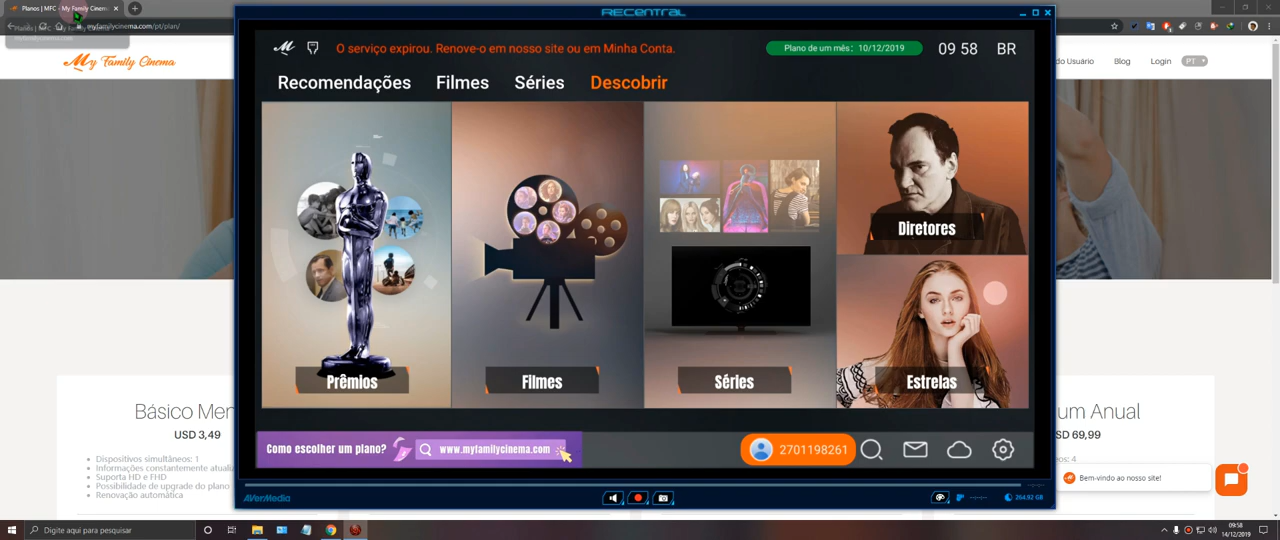 Planos | MFC - My Family Cinema
myfamilycinema.com/pt/plan/
RECENTRAL
My Family Cinema
do Usuário
Blog
Login
PT
O serviço expirou. Renove-o em nosso site ou em Minha Conta.
Plano de um mês: 10/12/2019
09 58
BR
Recomendações
Filmes
Séries
Descobrir
Prêmios
Filmes
Séries
Diretores
Estrelas
Como escolher um plano?
www.myfamilycinema.com
2701198261
AVerMedia
264.92 GB
Básico Men
USD 3,49
Dispositivos simultâneos: 1
Informações constantemente atuali
Suporta HD e FHD
Possibilidade de upgrade do plano
Renovação automática
um Anual
SD 69,99
s: 4
Bem-vindo ao nosso site!
Digite aqui para pesquisar
09:58
14/12/2019